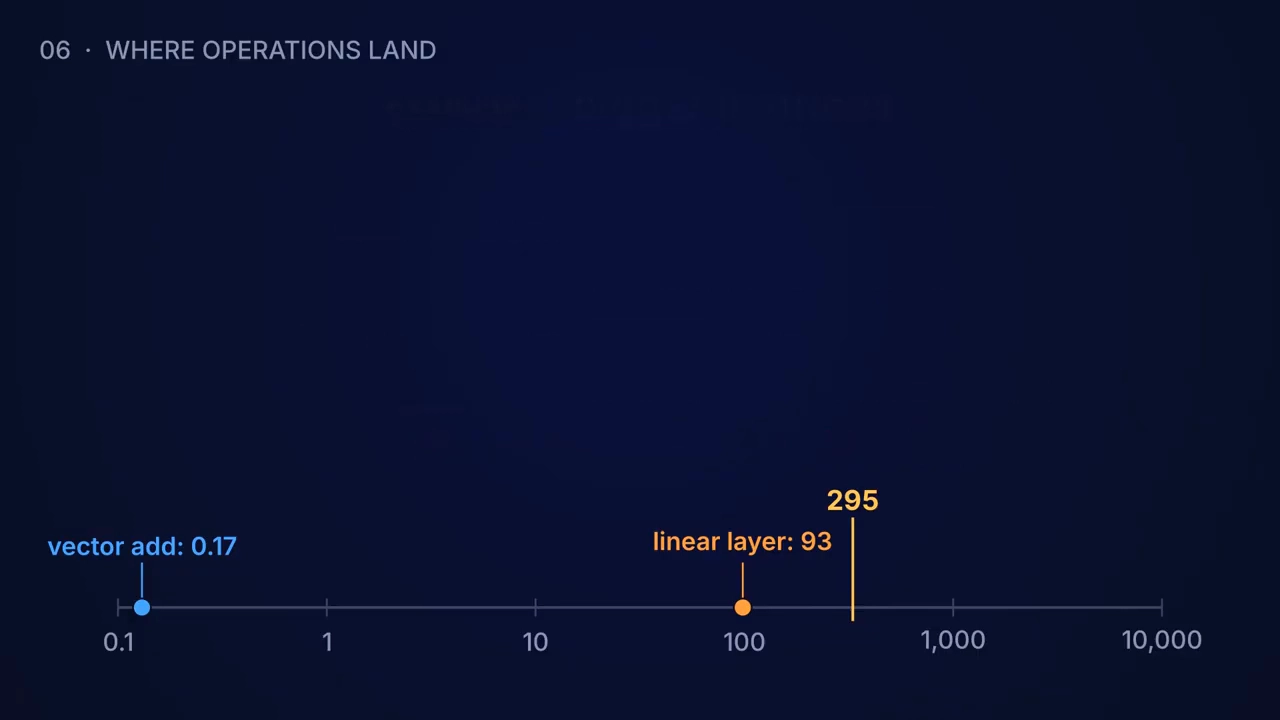 06 · WHERE OPERATIONS LAND
295
linear layer: 93
vector add: 0.17
0.1 1 10 100 1,000 10,000